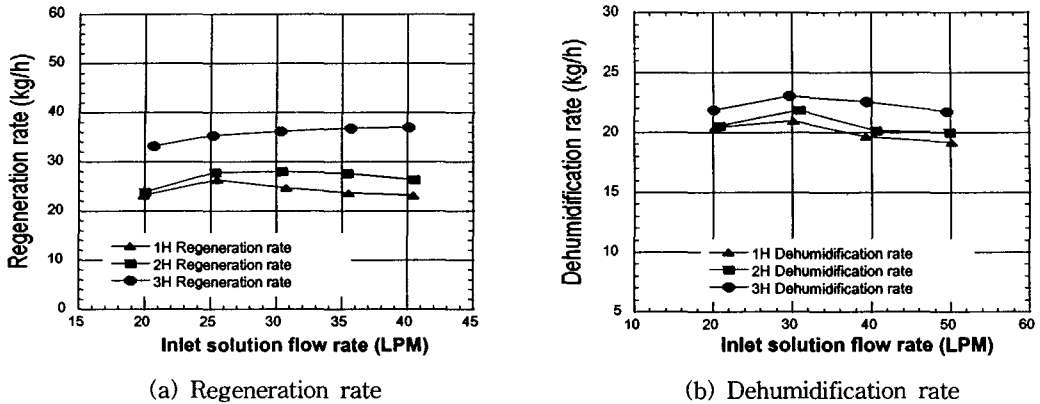 60
50
40
30
20
10
0
Regeneration rate (kg/h)
1H Regeneration rate
2H Regeneration rate
3H Regeneration rate
15 20 25 30 35 40 45
Inlet solution flow rate (LPM)
(a) Regeneration rate
30
25
20
15
10
5
Dehumidification rate (kg/h)
1H Dehumidification rate
2H Dehumidification rate
3H Dehumidification rate
10 20 30 40 50 60
Inlet solution flow rate (LPM)
(b) Dehumidification rate